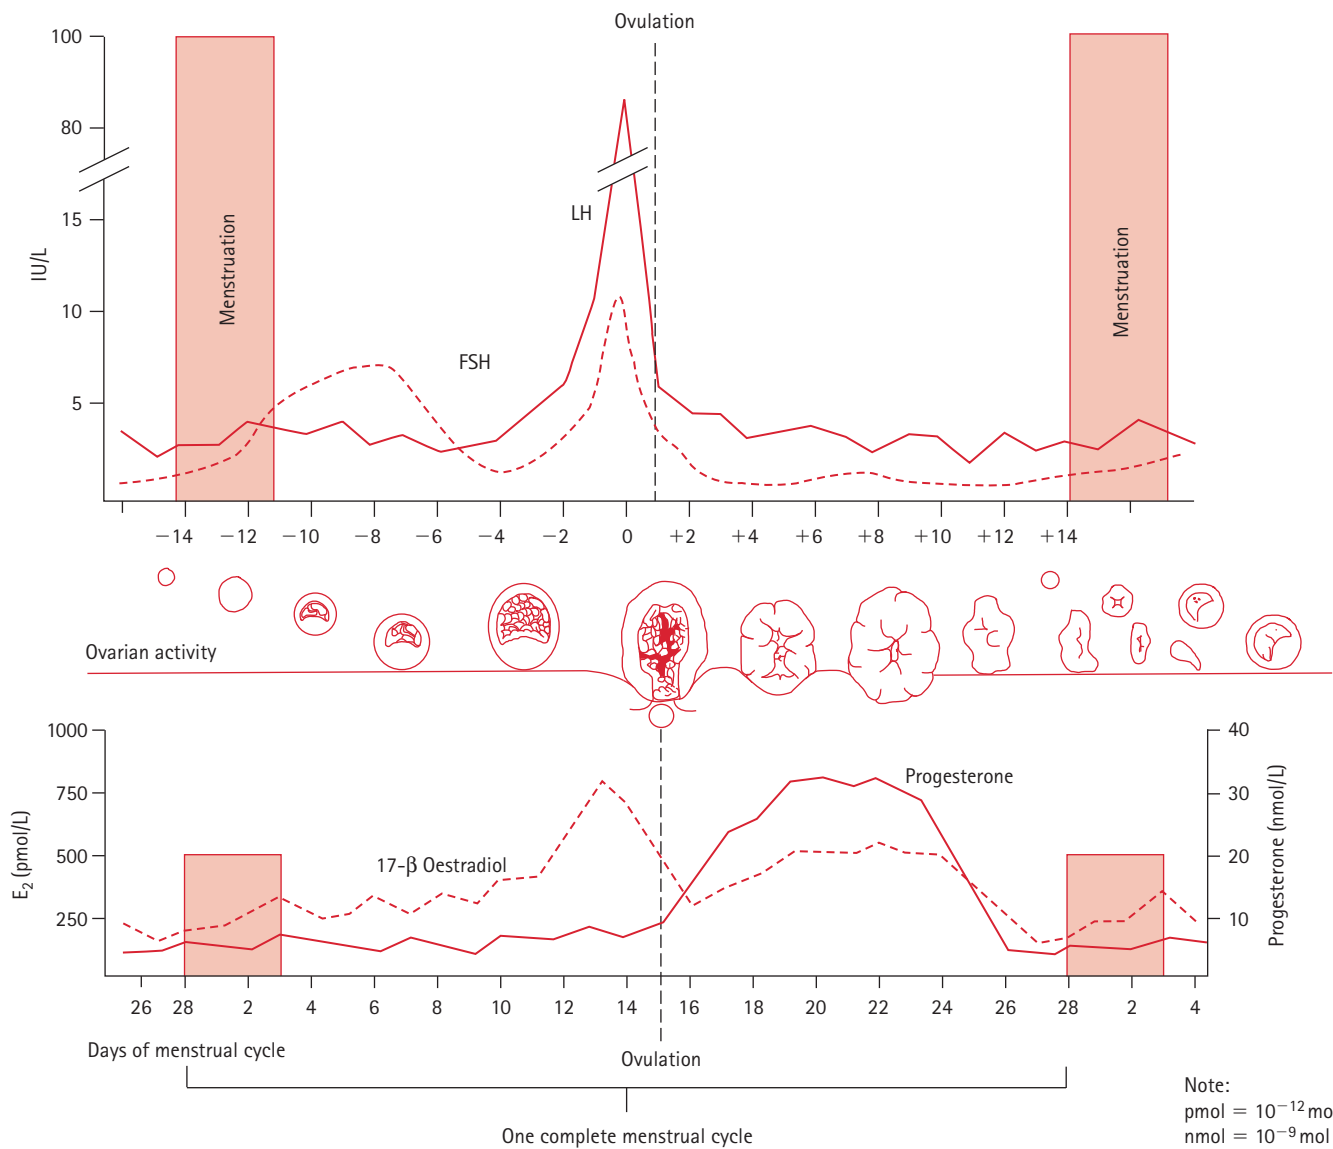 Ovulation
100
80
15
10
5
IU/L
Menstruation
LH
FSH
Menstruation
−14 −12 −10 −8 −6 −4 −2 0 +2 +4 +6 +8 +10 +12 +14
Ovarian activity
1000
750
500
250
E2 (pmol/L)
17-β Oestradiol
Progesterone
40
30
20
10
Progesterone (nmol/L)
26 28 2 4 6 8 10 12 14 16 18 20 22 24 26 28 2 4
Days of menstrual cycle
Ovulation
One complete menstrual cycle
Note:
pmol = 10−12 mo
nmol = 10−9 mol